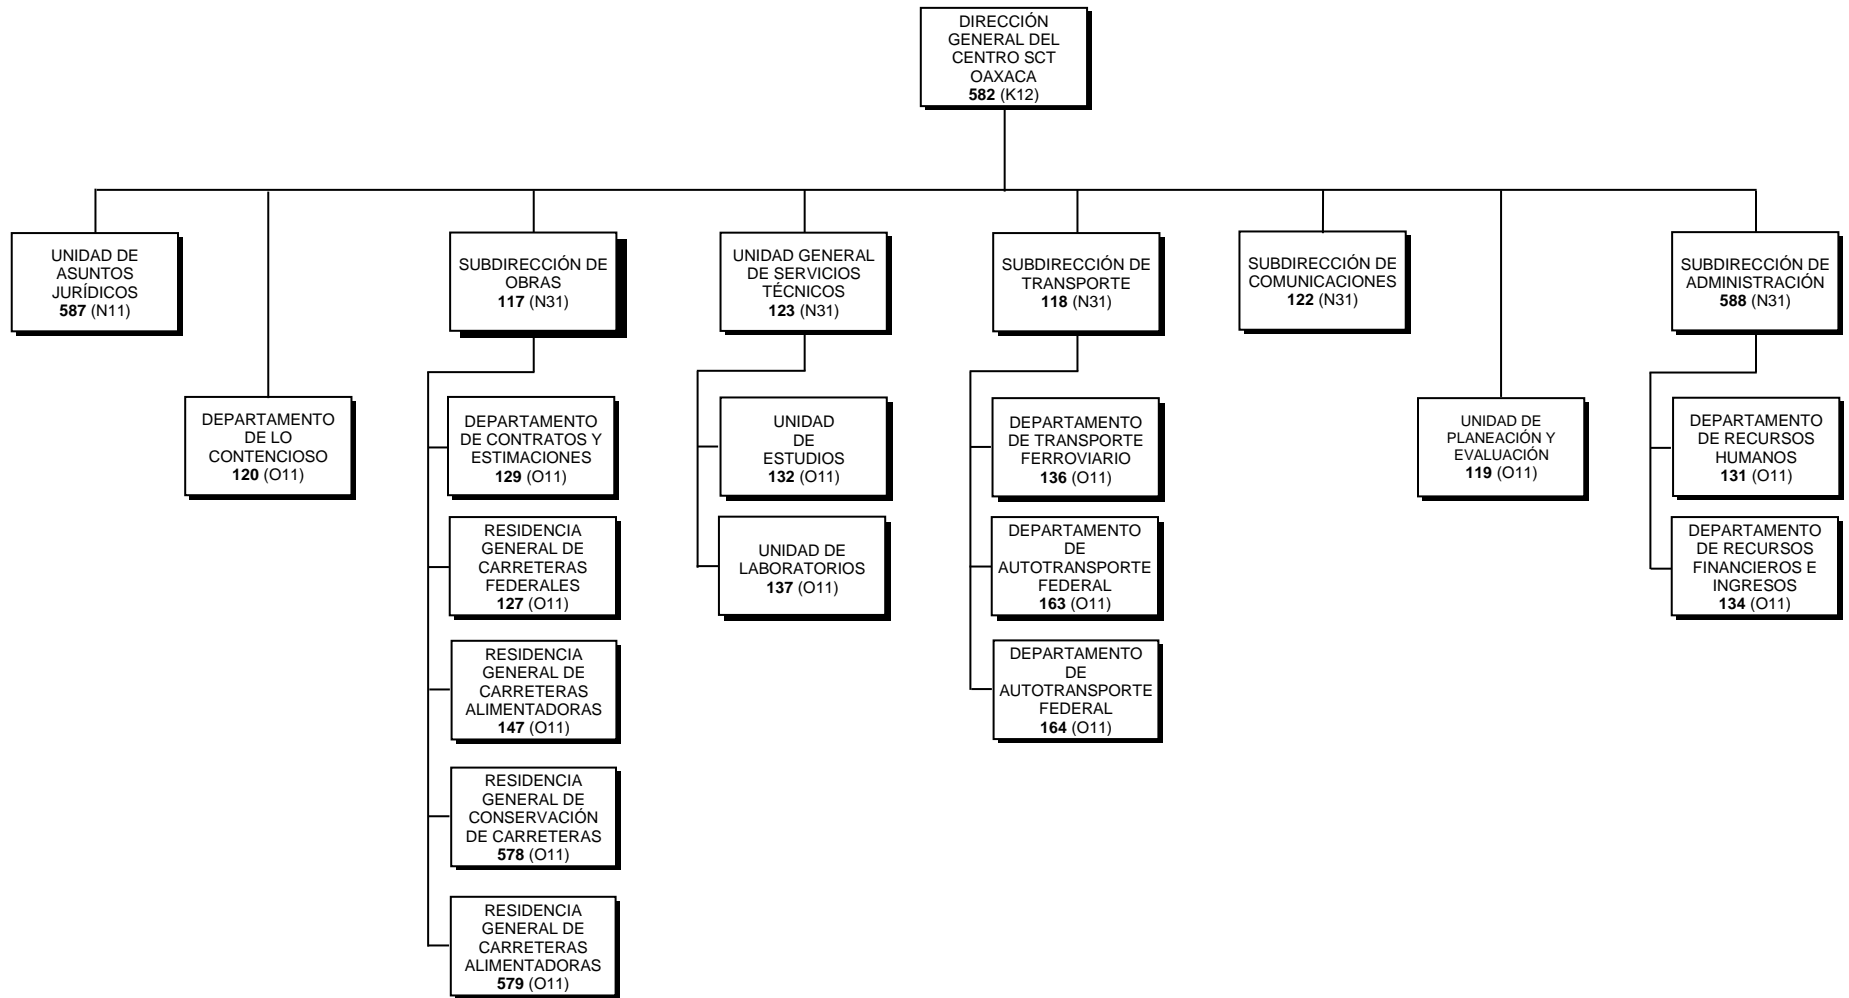 DIRECCIÓN
GENERAL DEL
CENTRO SCT
OAXACA
582 (K12)
UNIDAD DE
ASUNTOS
JURÍDICOS
587 (N11)
SUBDIRECCIÓN DE
OBRAS
117 (N31)
UNIDAD GENERAL
DE SERVICIOS
TÉCNICOS
123 (N31)
SUBDIRECCIÓN DE
TRANSPORTE
118 (N31)
SUBDIRECCIÓN DE
COMUNICACIONES
122 (N31)
SUBDIRECCIÓN DE
ADMINISTRACIÓN
588 (N31)
DEPARTAMENTO
DE LO
CONTENCIOSO
120 (O11)
DEPARTAMENTO
DE CONTRATOS Y
ESTIMACIONES
129 (O11)
UNIDAD
DE
ESTUDIOS
132 (O11)
DEPARTAMENTO
DE TRANSPORTE
FERROVIARIO
136 (O11)
UNIDAD DE
PLANEACIÓN Y
EVALUACIÓN
119 (O11)
DEPARTAMENTO
DE RECURSOS
HUMANOS
131 (O11)
RESIDENCIA
GENERAL DE
CARRETERAS
FEDERALES
127 (O11)
UNIDAD DE
LABORATORIOS
137 (O11)
DEPARTAMENTO
DE
AUTOTRANSPORTE
FEDERAL
163 (O11)
DEPARTAMENTO
DE RECURSOS
FINANCIEROS E
INGRESOS
134 (O11)
RESIDENCIA
GENERAL DE
CARRETERAS
ALIMENTADORAS
147 (O11)
DEPARTAMENTO
DE
AUTOTRANSPORTE
FEDERAL
164 (O11)
RESIDENCIA
GENERAL DE
CONSERVACIÓN
DE CARRETERAS
578 (O11)
RESIDENCIA
GENERAL DE
CARRETERAS
ALIMENTADORAS
579 (O11)